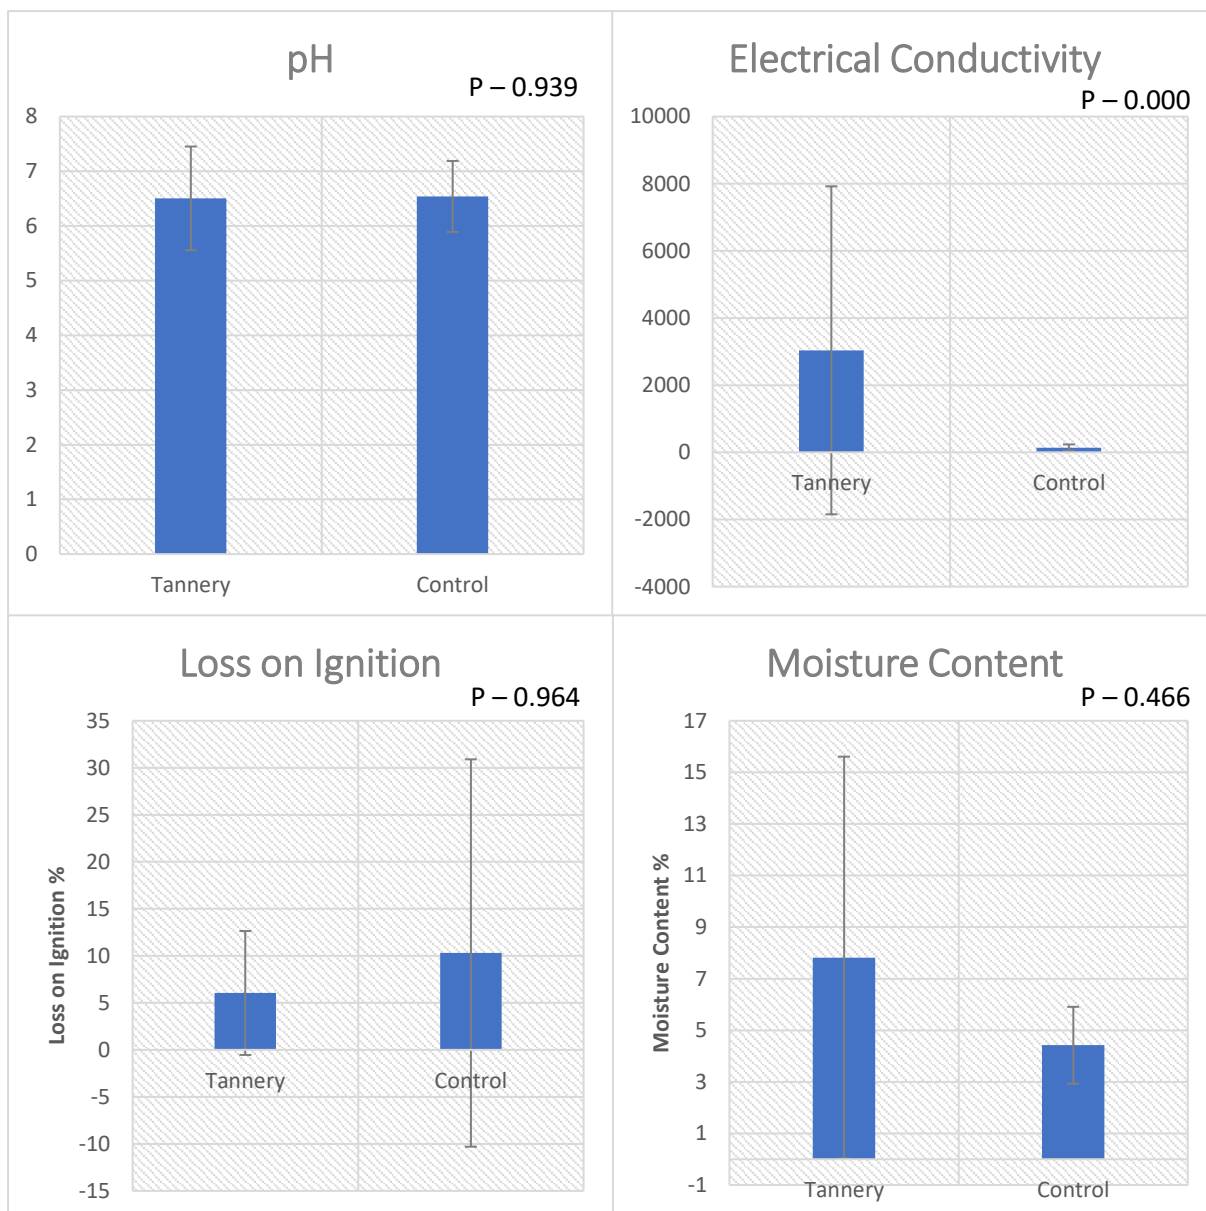 pH
P – 0.939
8
7
6
5
4
3
2
1
0
Tannery
Control
Electrical Conductivity
P – 0.000
10000
8000
6000
4000
2000
0
-2000
-4000
Tannery
Control
Loss on Ignition
P – 0.964
Loss on Ignition %
35
30
25
20
15
10
5
0
-5
-10
-15
Tannery
Control
Moisture Content
P – 0.466
Moisture Content %
17
15
13
11
9
7
5
3
1
-1
Tannery
Control